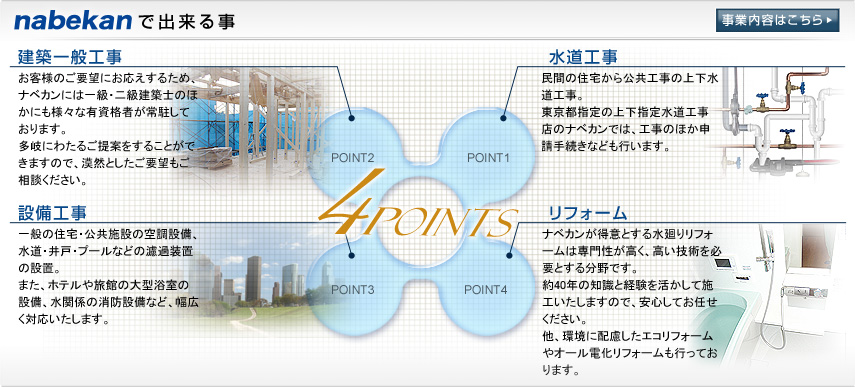 nabekanで出来る事
事業内容はこちら
建築一般工事
お客様のご要望にお応えするため、
ナベカンには一級・二級建築士のほ
かにも様々な有資格者が常駐して
おります。
多岐にわたるご提案をすることがで
きますので、漠然としたご要望もご
相談ください。
水道工事
民間の住宅から公共工事の上下水
道工事。
東京都指定の上下指定水道工事
店のナベカンでは、工事のほか申
請手続きなども行います。
POINT2
POINT1
4POINTS
POINT3
POINT4
設備工事
一般の住宅・公共施設の空調設備、
水道・井戸・プールなどの濾過装置
の設置。
また、ホテルや旅館の大型浴室の
設備、水関係の消防設備など、幅広
く対応いたします。
リフォーム
ナベカンが得意とする水廻りリフォ
ームは専門性が高く、高い技術を必
要とする分野です。
約40年の知識と経験を活かして施
工いたしますので、安心してお任せ
ください。
他、環境に配慮したエコリフォーム
やオール電化リフォームも行ってお
ります。